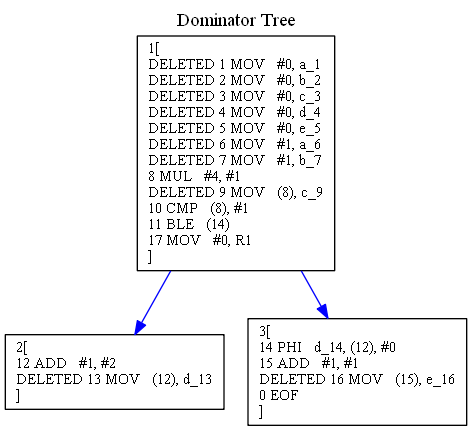 Dominator Tree
1[
DELETED 1 MOV #0, a_1
DELETED 2 MOV #0, b_2
DELETED 3 MOV #0, c_3
DELETED 4 MOV #0, d_4
DELETED 5 MOV #0, e_5
DELETED 6 MOV #1, a_6
DELETED 7 MOV #1, b_7
8 MUL #4, #1
DELETED 9 MOV (8), c_9
10 CMP (8), #1
11 BLE (14)
17 MOV #0, R1
]
2[
12 ADD #1, #2
DELETED 13 MOV (12), d_13
]
3[
14 PHI d_14, (12), #0
15 ADD #1, #1
DELETED 16 MOV (15), e_16
0 EOF
]